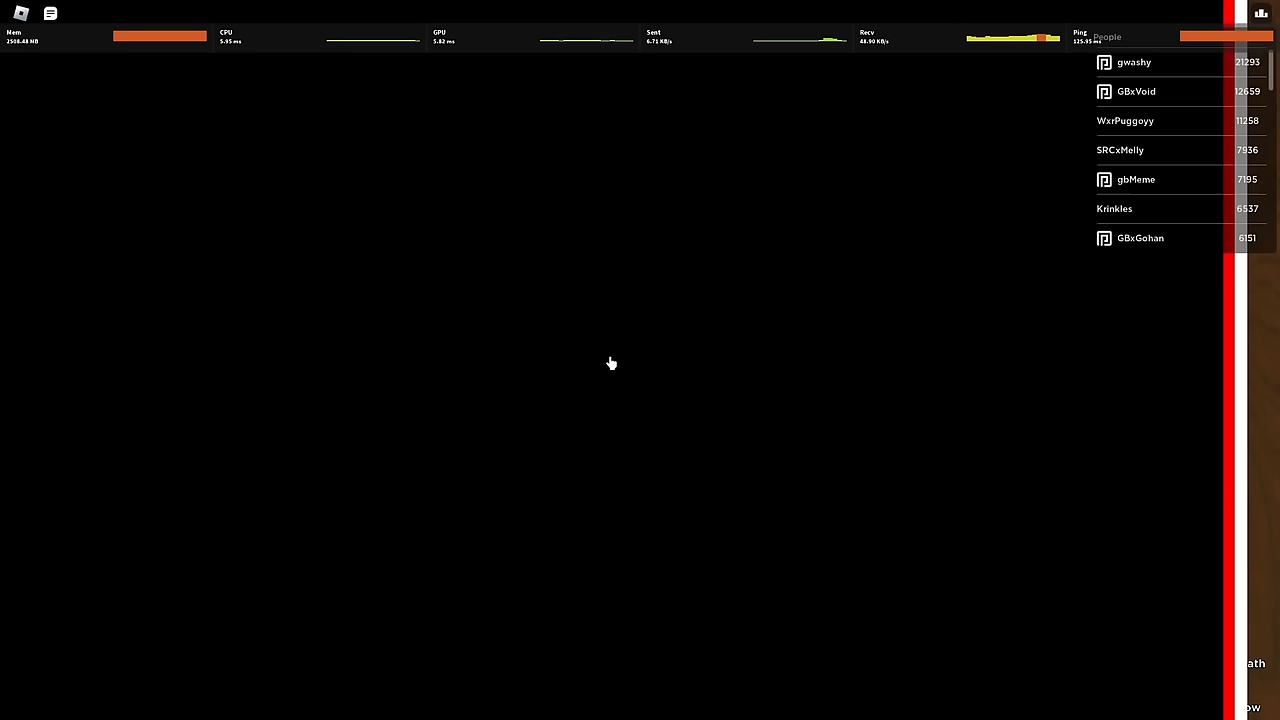 Mem
2508.48 MB
CPU
5.95 ms
GPU
5.82 ms
Sent
6.71 KB/s
Recv
48.90 KB/s
Ping
125.95 ms
People
gwashy 21293
GBxVoid 12659
WxrPuggoyy 11258
SRCxMelly 7936
gbMeme 7195
Krinkles 6537
GBxGohan 6151
ath
ow